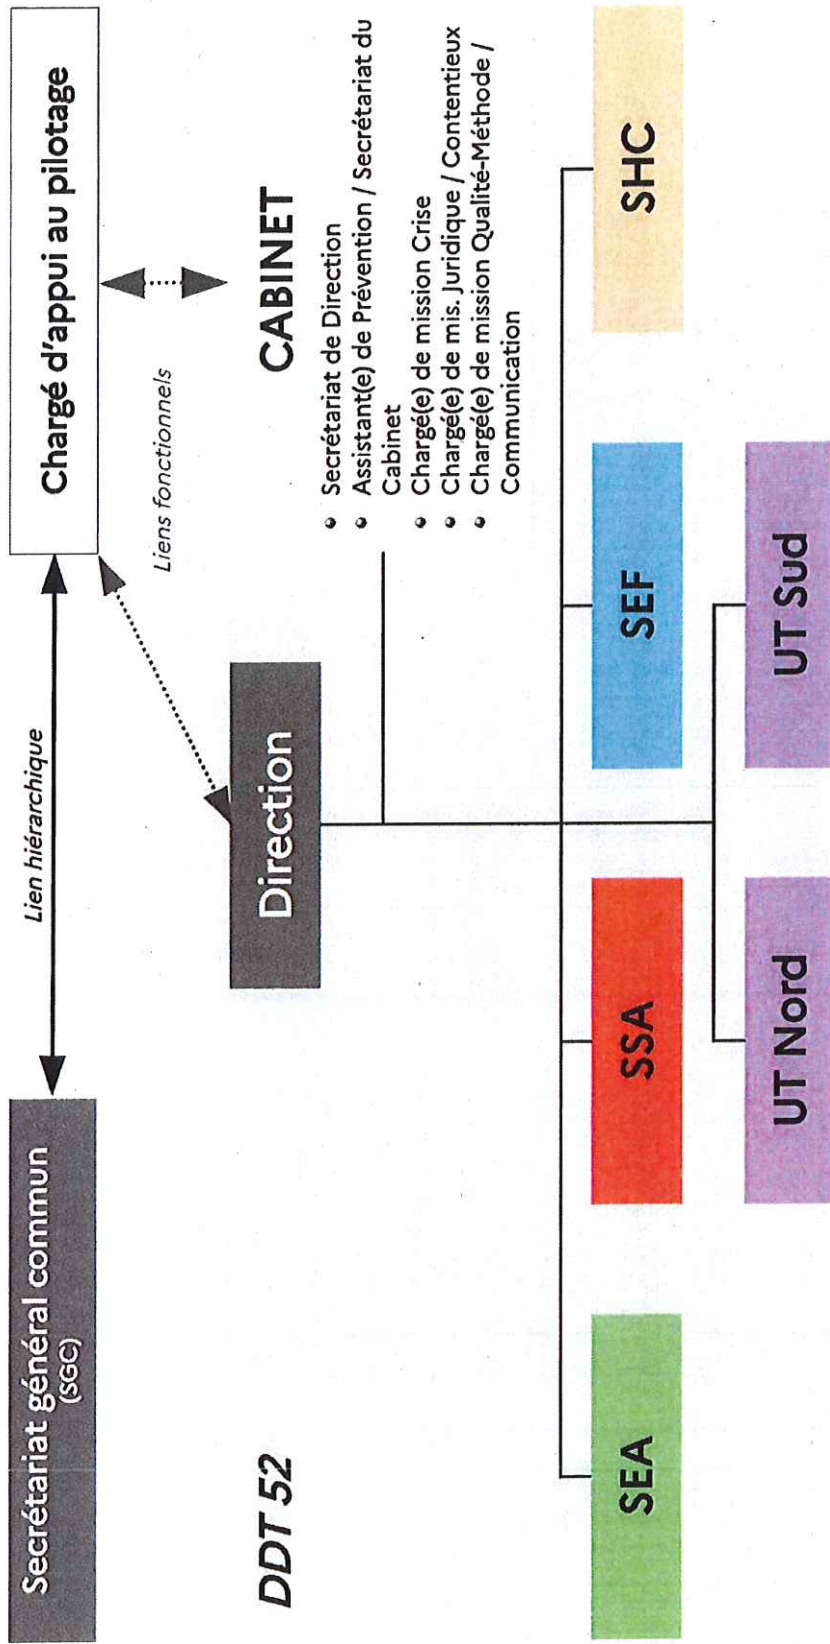 Secrétariat général commun
(SGC)
Lien hiérarchique
Chargé d'appui au pilotage
Liens fonctionnels
DDT 52
Direction
CABINET
Secrétariat de Direction
Assistant(e) de Prévention / Secrétariat du
Cabinet
Chargé(e) de mission Crise
Chargé(e) de mis. Juridique / Contentieux
Chargé(e) de mission Qualité-Méthode /
Communication
SEA
SSA
SEF
SHC
UT Nord
UT Sud